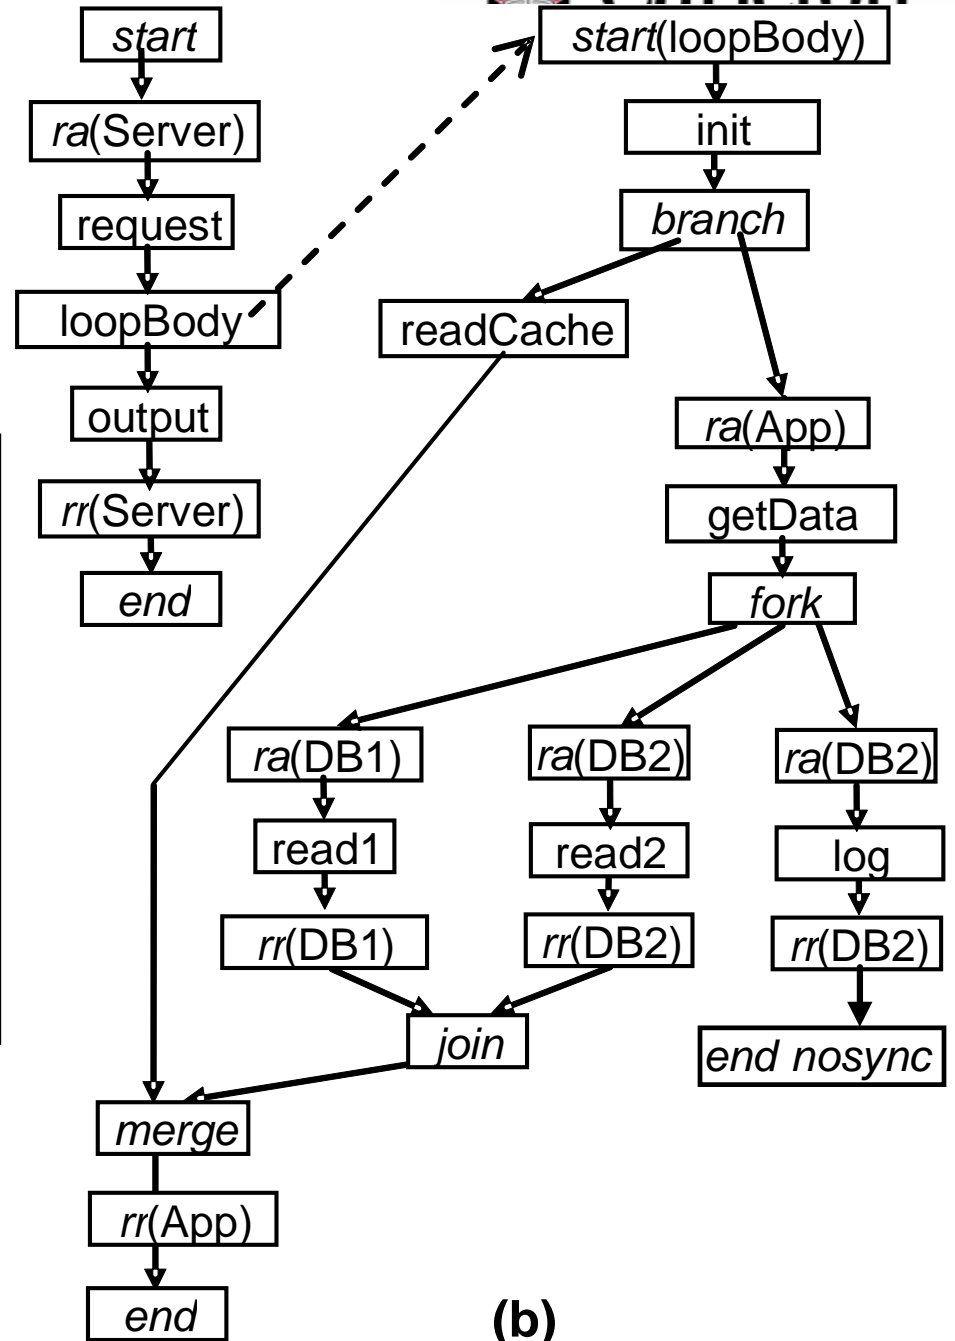 start
ra(Server)
request
loopBody
output
rr(Server)
end
start(loopBody)
init
branch
readCache
ra(App)
getData
fork
ra(DB1)
ra(DB2)
ra(DB2)
read1
read2
log
rr(DB1)
rr(DB2)
rr(DB2)
join
end nosync
merge
rr(App)
end
(b)